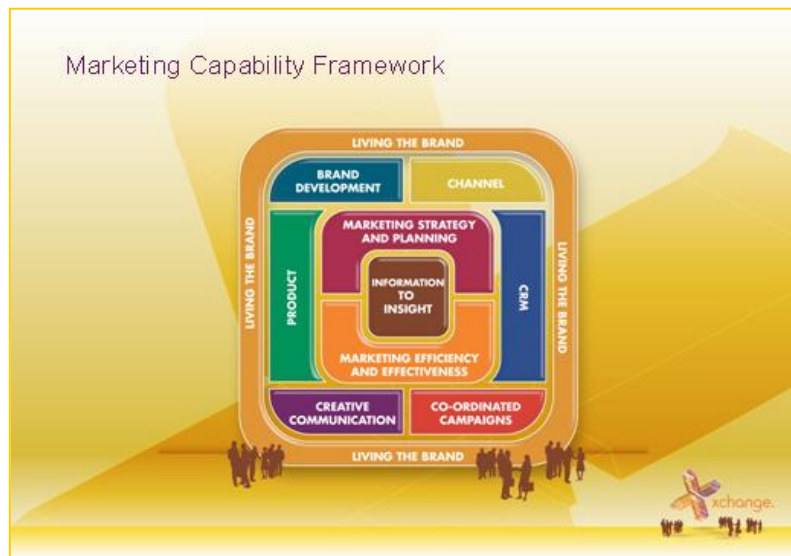 Marketing Capability Framework
LIVING THE BRAND
BRAND
DEVELOPMENT
CHANNEL
LIVING THE BRAND
PRODUCT
MARKETING STRATEGY
AND PLANNING
INFORMATION
TO
INSIGHT
MARKETING EFFICIENCY
AND EFFECTIVENESS
CRM
LIVING THE BRAND
CREATIVE
COMMUNICATION
CO-ORDINATED
CAMPAIGNS
LIVING THE BRAND
xchange.